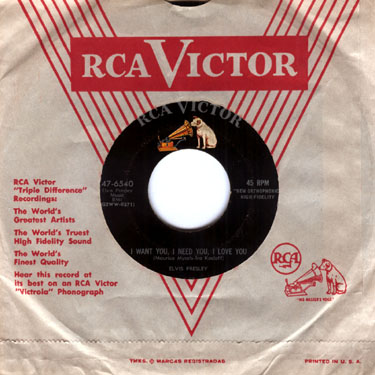 RCA VICTOR
RCA VICTOR
47-6540
45 RPM
"NEW ORTHOPHONIC"
HIGH FIDELITY
I WANT YOU, I NEED YOU, I LOVE YOU
ELVIS PRESLEY
RCA Victor
"Triple Difference"
Recordings:
The World's
Greatest Artists
The World's Truest
High Fidelity Sound
The World's
Finest Quality
Hear this record at
its best on an RCA Victor
"Victrola" Phonograph
RCA
"HIS MASTER'S VOICE"
TMKS. © MARCAS REGISTRADAS
PRINTED IN U. S. A.